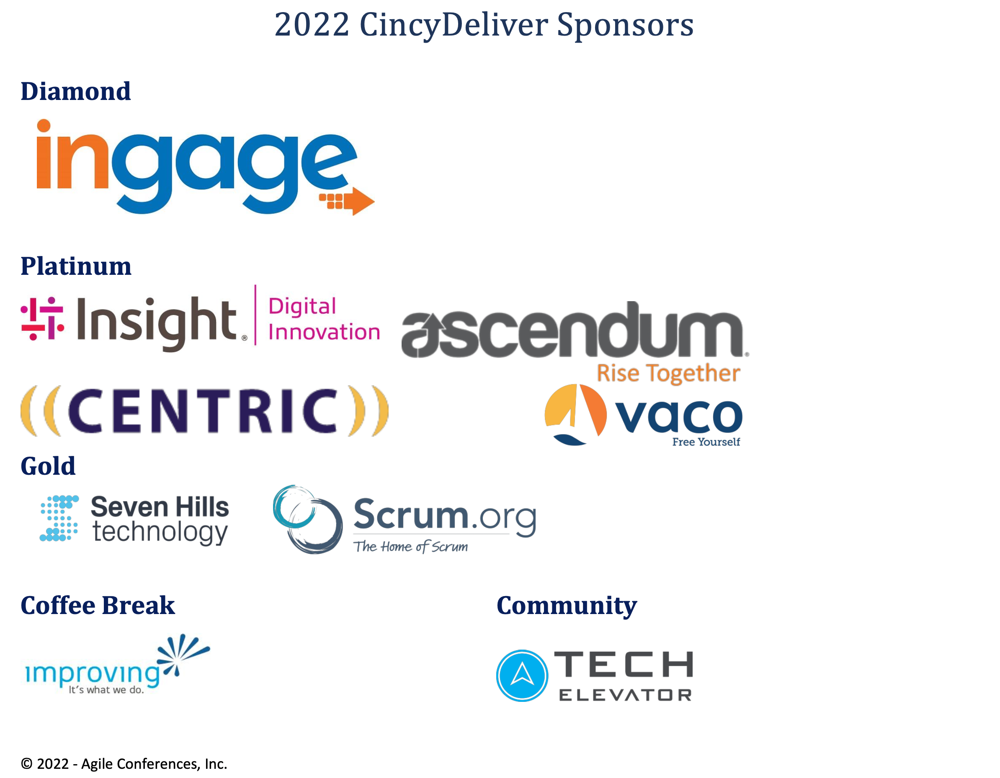 2022 CincyDeliver Sponsors
Diamond
ingage
Platinum
Insight®
Digital
Innovation
ascendum®
Rise Together
((CENTRIC))
vaco
Free Yourself
Gold
Seven Hills
technology
Scrum.org
The Home of Scrum
Coffee Break
Community
improving
It's what we do.
TECH
ELEVATOR
© 2022 - Agile Conferences, Inc.